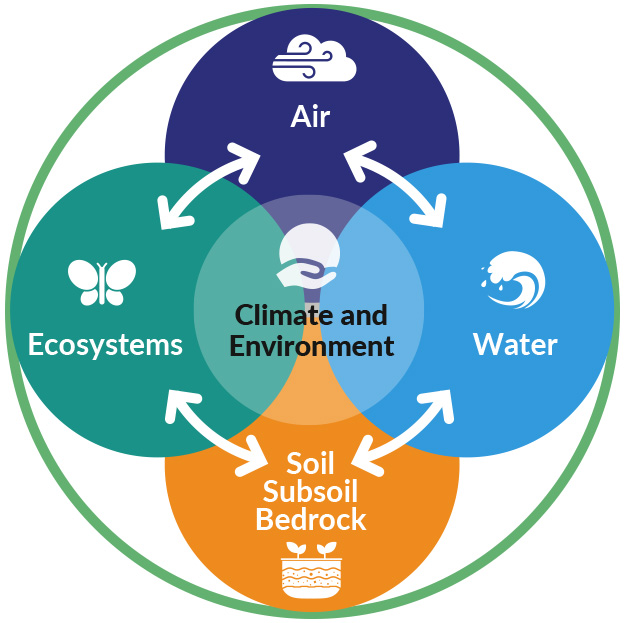 Air
Ecosystems
Climate and
Environment
Water
Soil
Subsoil
Bedrock